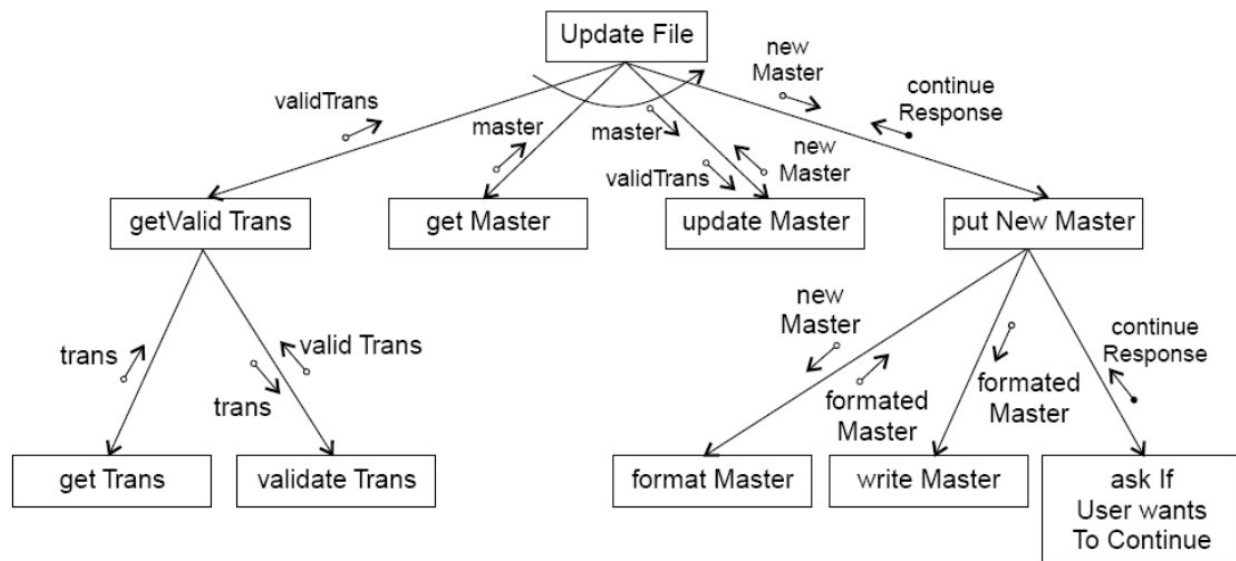 Update File
new
Master
continue
Response
validTrans
master
master
new
Master
validTrans
getValid Trans
get Master
update Master
put New Master
new
Master
trans
valid Trans
trans
continue
Response
formated
Master
formated
Master
get Trans
validate Trans
format Master
write Master
ask If
User wants
To Continue